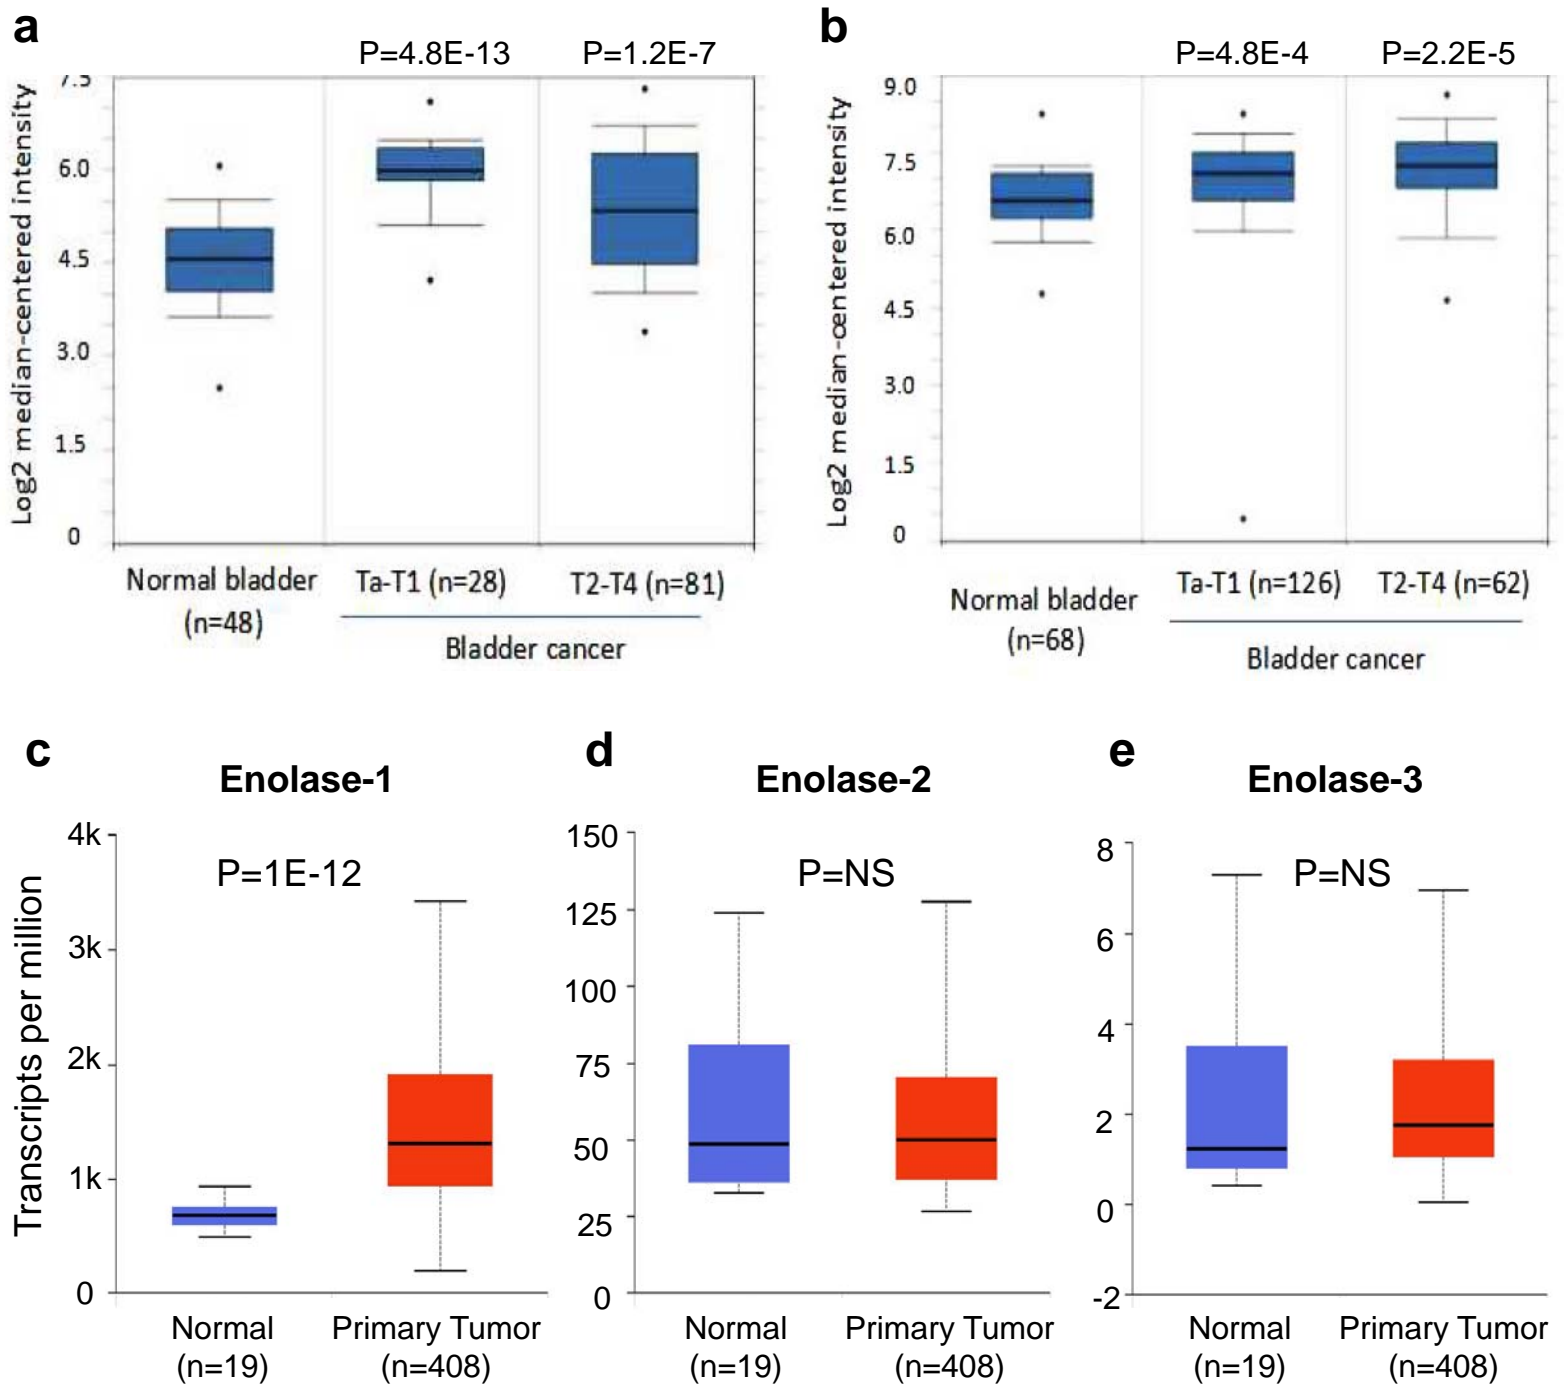 a
P=4.8E-13 P=1.2E-7
7.5
6.0
4.5
3.0
1.5
0
Log2 median-centered intensity
Normal bladder
(n=48)
Ta-T1 (n=28) T2-T4 (n=81)
Bladder cancer
b
P=4.8E-4 P=2.2E-5
9.0
7.5
6.0
4.5
3.0
1.5
0
Log2 median-centered intensity
Normal bladder
(n=68)
Ta-T1 (n=126) T2-T4 (n=62)
Bladder cancer
c
Enolase-1
P=1E-12
4k
3k
2k
1k
0
Transcripts per million
Normal Primary Tumor
(n=19) (n=408)
d
Enolase-2
P=NS
150
125
100
75
50
25
0
Normal Primary Tumor
(n=19) (n=408)
e
Enolase-3
P=NS
8
6
4
2
0
-2
Normal Primary Tumor
(n=19) (n=408)